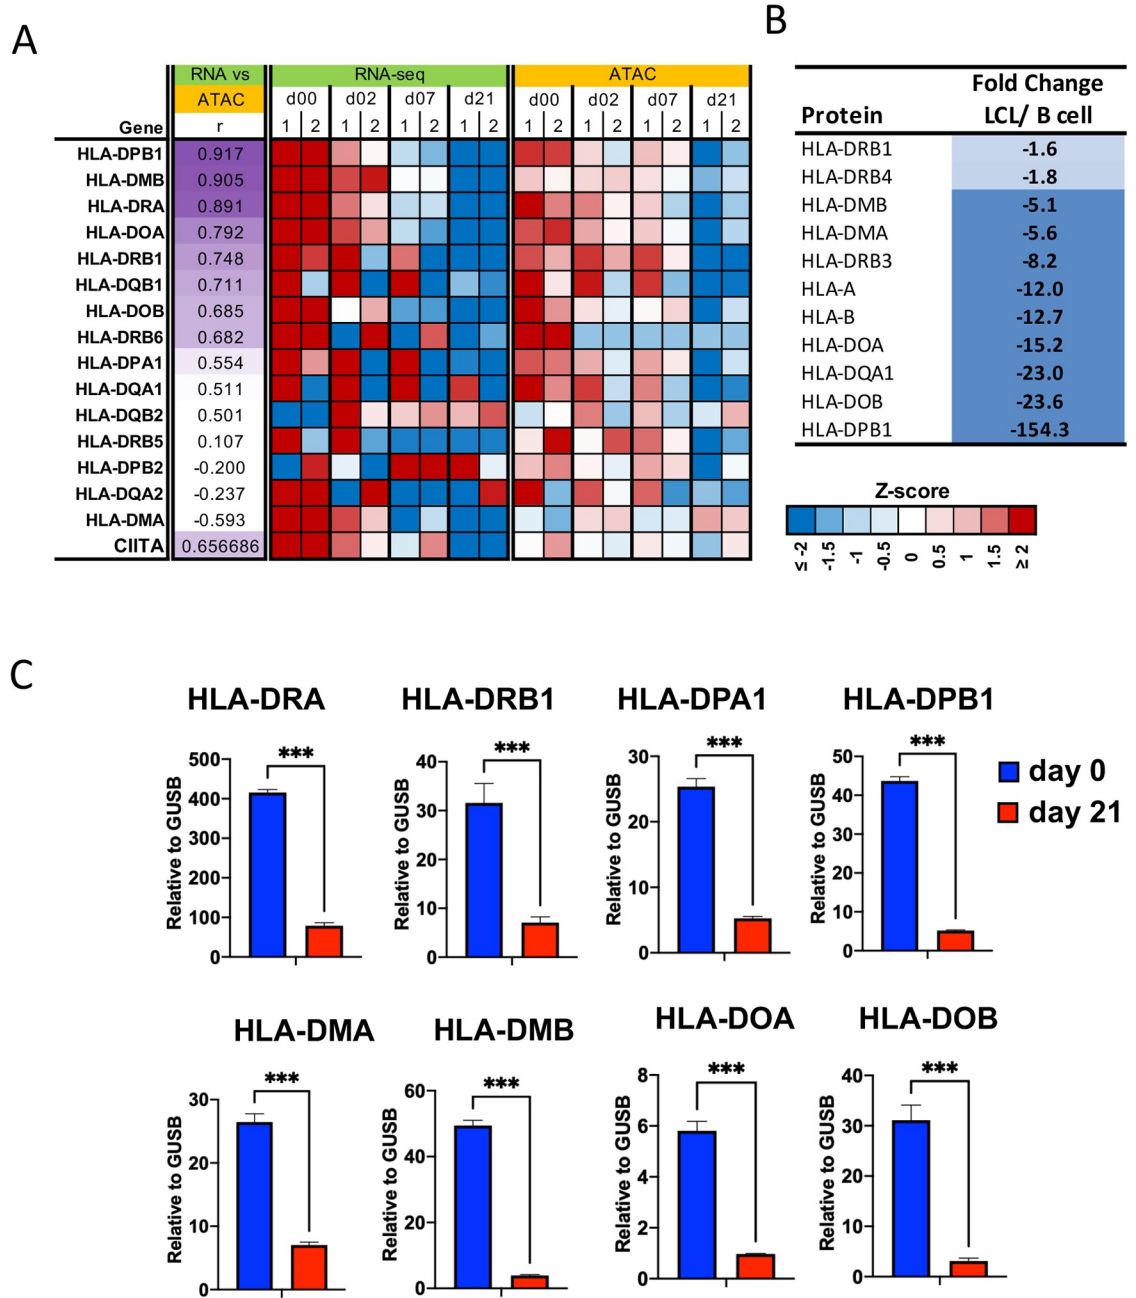 A
RNA vs RNA-seq ATAC
ATAC d00 d02 d07 d21 d00 d02 d07 d21
Gene r 1 2 1 2 1 2 1 2 1 2 1 2 1 2 1 2
HLA-DPB1 0.917
HLA-DMB 0.905
HLA-DRA 0.891
HLA-DOA 0.792
HLA-DRB1 0.748
HLA-DQB1 0.711
HLA-DOB 0.685
HLA-DRB6 0.682
HLA-DPA1 0.554
HLA-DQA1 0.511
HLA-DQB2 0.501
HLA-DRB5 0.107
HLA-DPB2 -0.200
HLA-DQA2 -0.237
HLA-DMA -0.593
CIITA 0.656686
B
Fold Change
Protein LCL/ B cell
HLA-DRB1 -1.6
HLA-DRB4 -1.8
HLA-DMB -5.1
HLA-DMA -5.6
HLA-DRB3 -8.2
HLA-A -12.0
HLA-B -12.7
HLA-DOA -15.2
HLA-DQA1 -23.0
HLA-DOB -23.6
HLA-DPB1 -154.3
Z-score
≤ -2 -1.5 -1 -0.5 0 0.5 1 1.5 ≥ 2
C
HLA-DRA
***
Relative to GUSB
500
400
300
200
100
0
HLA-DRB1
***
Relative to GUSB
40
30
20
10
0
HLA-DPA1
***
Relative to GUSB
30
20
10
0
HLA-DPB1
***
Relative to GUSB
50
40
30
20
10
0
day 0
day 21
HLA-DMA
***
Relative to GUSB
30
20
10
0
HLA-DMB
***
Relative to GUSB
60
40
20
0
HLA-DOA
***
Relative to GUSB
8
6
4
2
0
HLA-DOB
***
Relative to GUSB
40
30
20
10
0